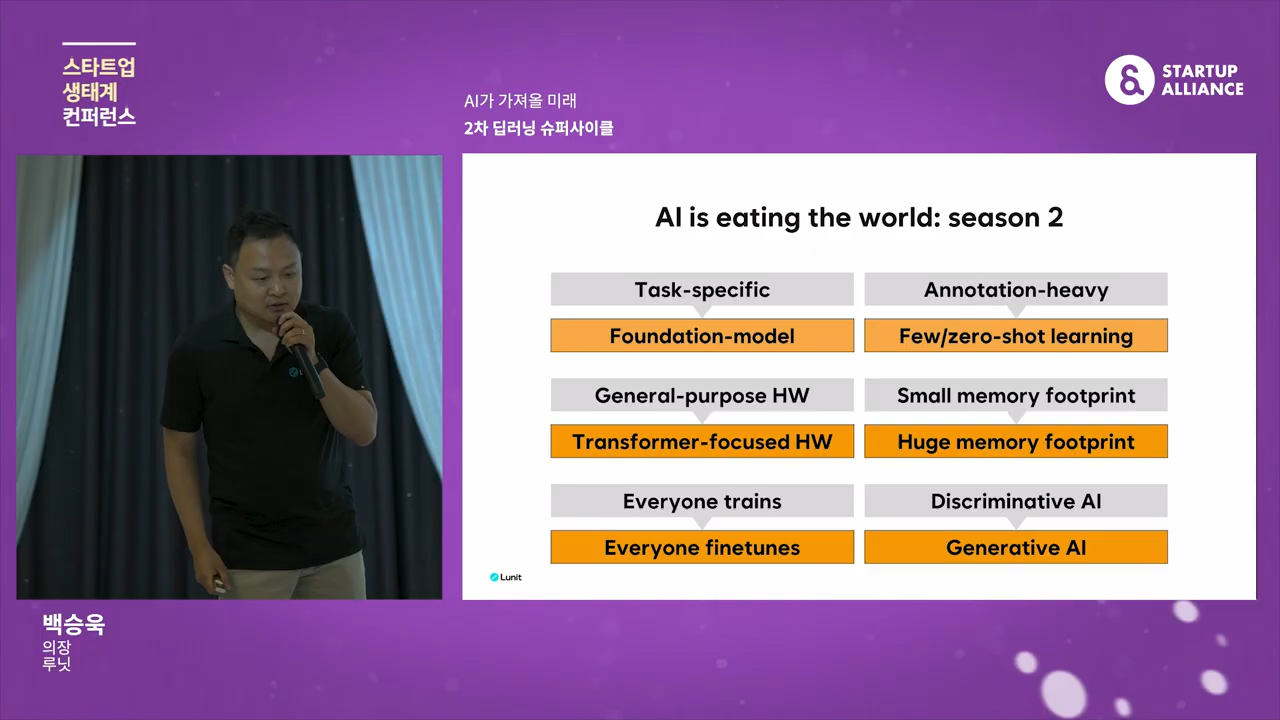 스타트업
생태계
컨퍼런스
STARTUP
ALLIANCE
AI가 가져올 미래
2차 딥러닝 슈퍼사이클
AI is eating the world: season 2
Task-specific
Annotation-heavy
Foundation-model
Few/zero-shot learning
General-purpose HW
Small memory footprint
Transformer-focused HW
Huge memory footprint
Everyone trains
Discriminative AI
Everyone finetunes
Generative AI
Lunit
백승욱
의장
루닛